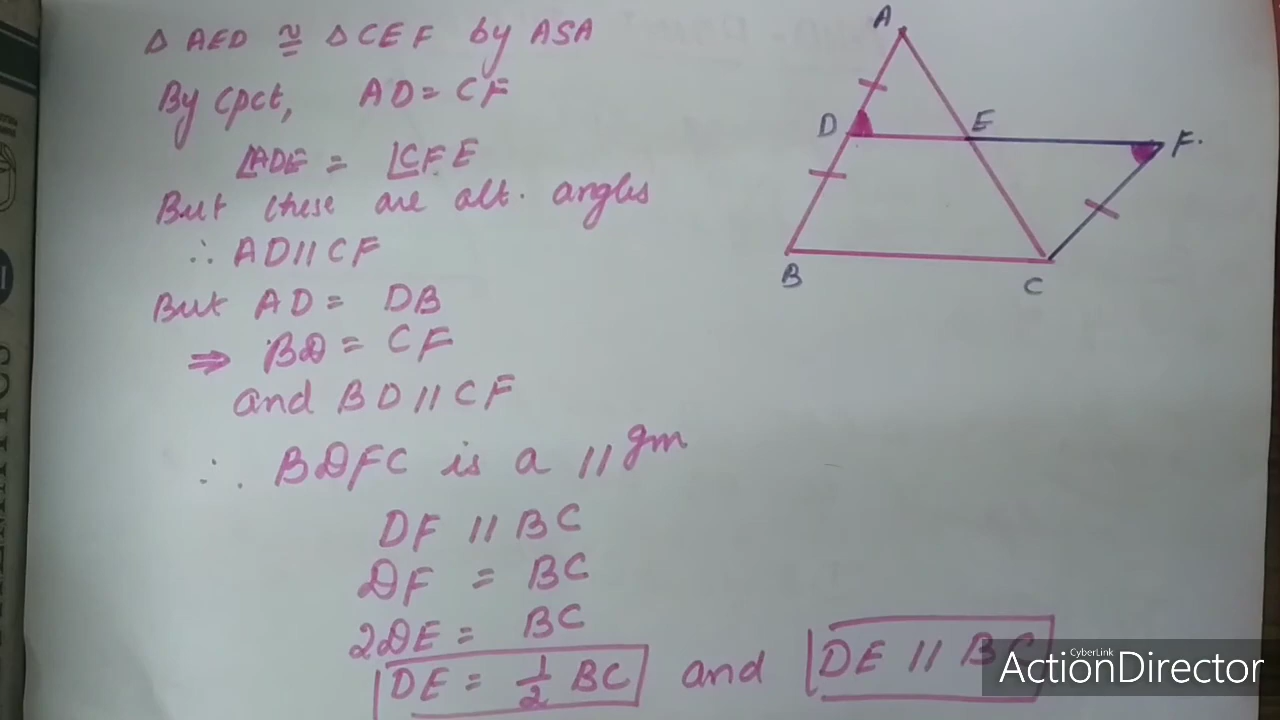 ∆ AED ≅ ∆ CEF by ASA
By cpct, AD = CF
∠ADE = ∠CFE
But these are alt. angles
∴ AD // CF
But AD = DB
⇒ BD = CF
and BD // CF
∴ BDFC is a // gm
DF // BC
DF = BC
2DE = BC
DE = 1/2 BC and DE // BC
A
D
E
F.
B
C
CyberLink
ActionDirector